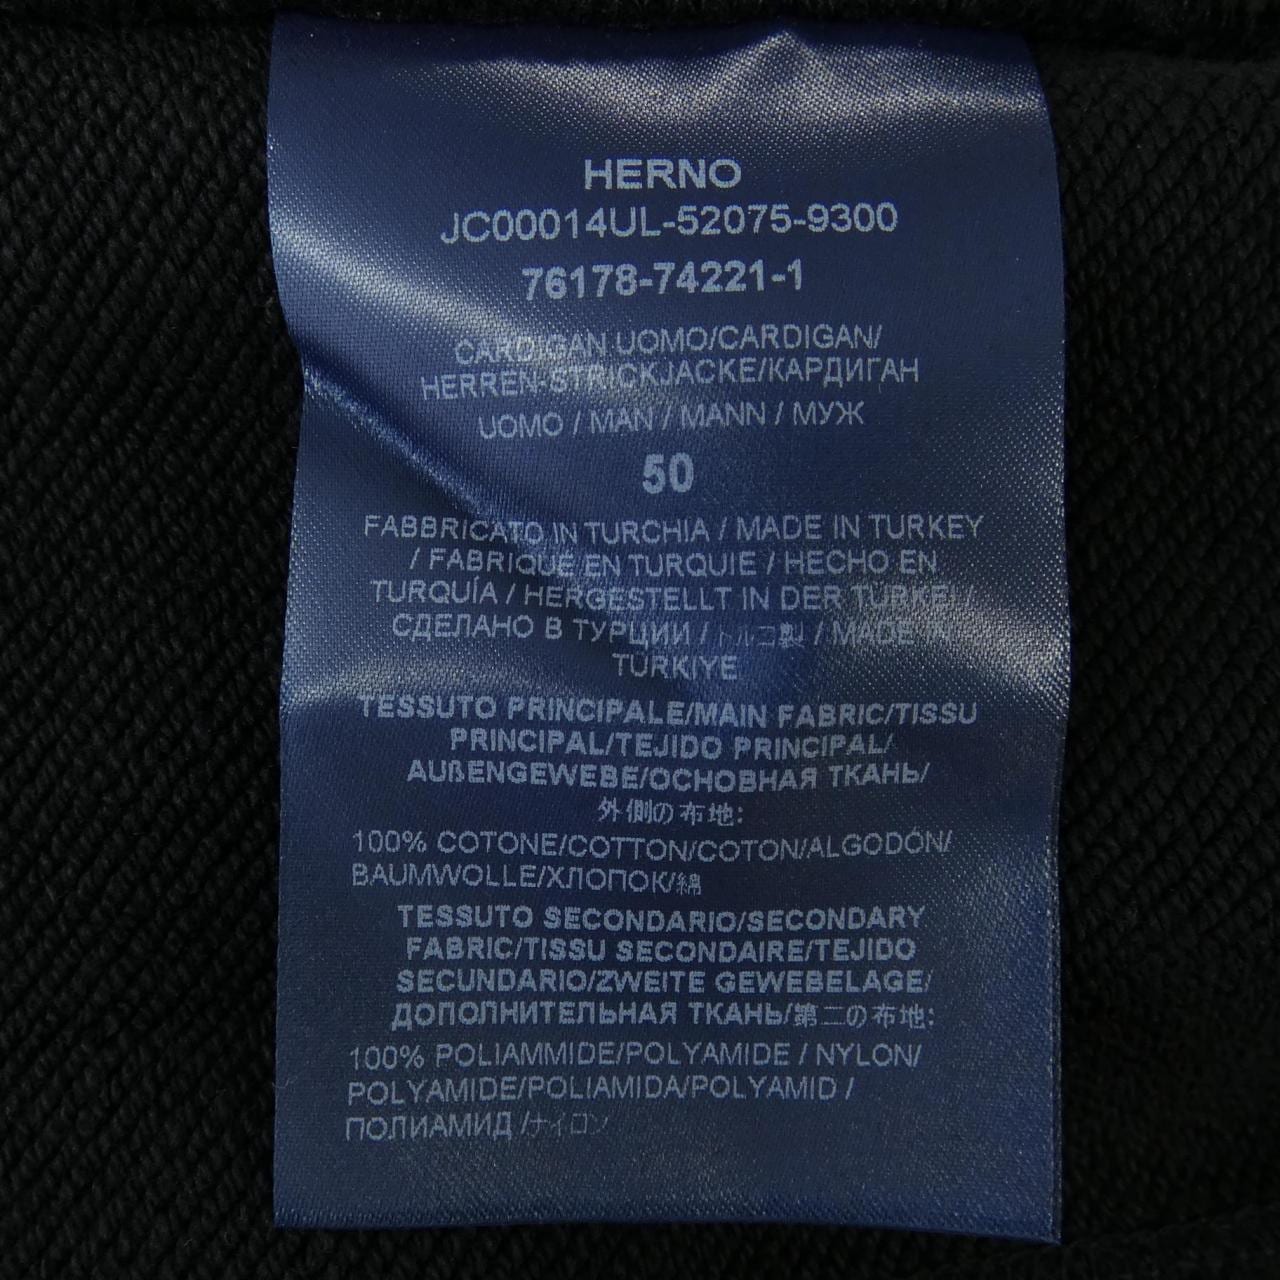 HERNO
JC00014UL-52075-9300
76178-74221-1
CARDIGAN UOMO/CARDIGAN/
HERREN-STRICKJACKE/КАРДИГАН
UOMO / MAN / MANN / МУЖ
50
FABBRICATO IN TURCHIA / MADE IN TURKEY
/ FABRIQUE EN TURQUIE / HECHO EN
TURQUÍA / HERGESTELLT IN DER TURKEI/
СДЕЛАНО В ТУРЦИИ / トルコ製 / MADE IN
TURKIYE
TESSUTO PRINCIPALE/MAIN FABRIC/TISSU
PRINCIPAL/TEJIDO PRINCIPAL/
AUßENGEWEBE/ОСНОВНАЯ ТКАНЬ/
外側の布地:
100% COTONE/COTTON/COTON/ALGODÓN/
BAUMWOLLE/ХЛОПОК/綿
TESSUTO SECONDARIO/SECONDARY
FABRIC/TISSU SECONDAIRE/TEJIDO
SECUNDARIO/ZWEITE GEWEBELAGE/
ДОПОЛНИТЕЛЬНАЯ ТКАНЬ/第二の布地:
100% POLIAMMIDE/POLYAMIDE / NYLON/
POLYAMIDE/POLIAMIDA/POLYAMID /
ПОЛИАМИД /ナイロン